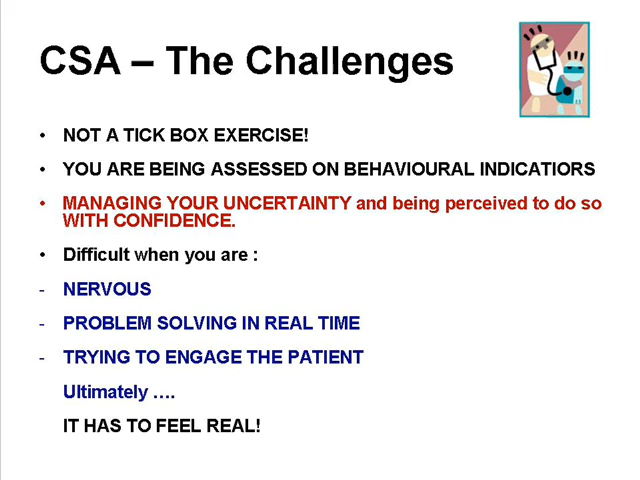 CSA – The Challenges
• NOT A TICK BOX EXERCISE!
• YOU ARE BEING ASSESSED ON BEHAVIOURAL INDICATIORS
• MANAGING YOUR UNCERTAINTY and being perceived to do so
WITH CONFIDENCE.
• Difficult when you are :
- NERVOUS
- PROBLEM SOLVING IN REAL TIME
- TRYING TO ENGAGE THE PATIENT
Ultimately ….
IT HAS TO FEEL REAL!